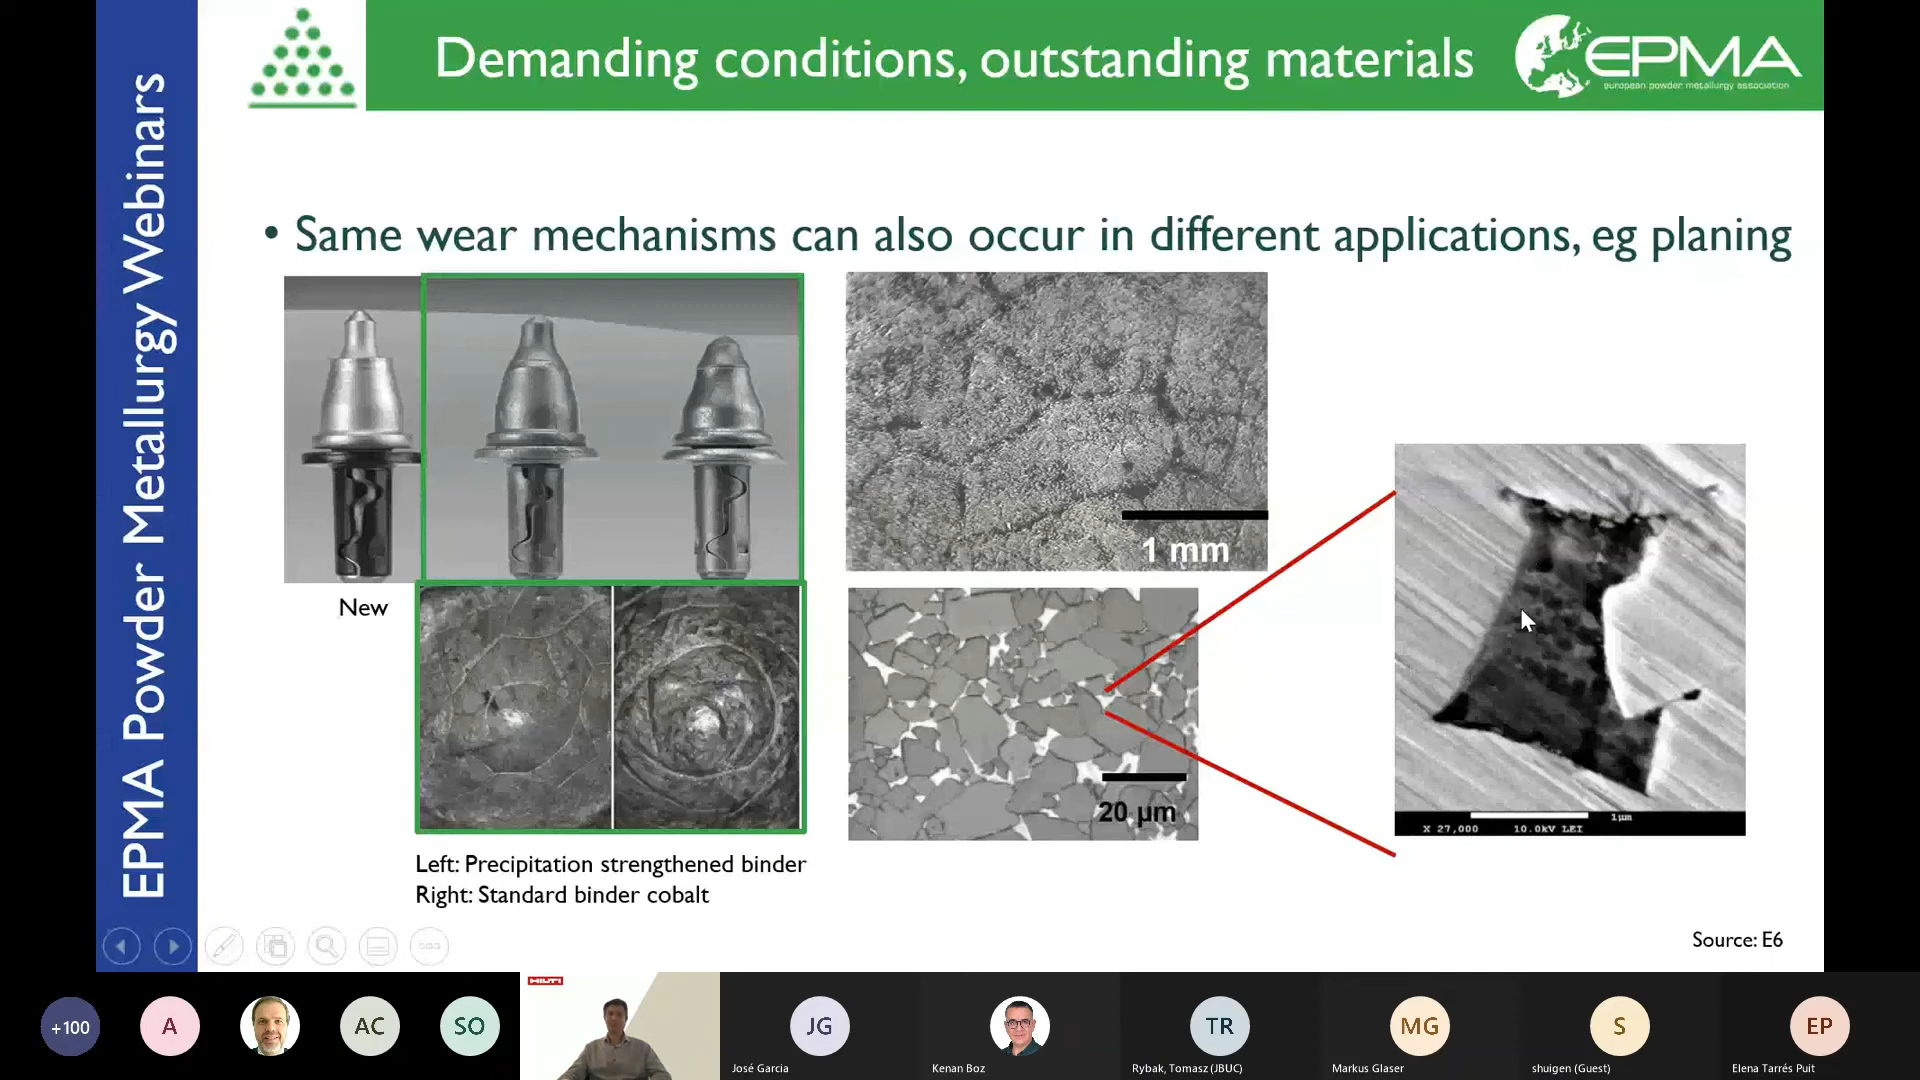 EPMA Powder Metallurgy Webinars
Demanding conditions, outstanding materials
EPMA
european powder metallurgy association
• Same wear mechanisms can also occur in different applications, eg planing
New
1 mm
20 µm
X 27,000 10.0kV LEI 1µm
Left: Precipitation strengthened binder
Right: Standard binder cobalt
Source: E6
+100
A
AC
SO
HILTI
JG
José Garcia
Kenan Boz
TR
Rybak, Tomasz (JBUC)
MG
Markus Glaser
S
shuigen (Guest)
EP
Elena Tarrés Puit